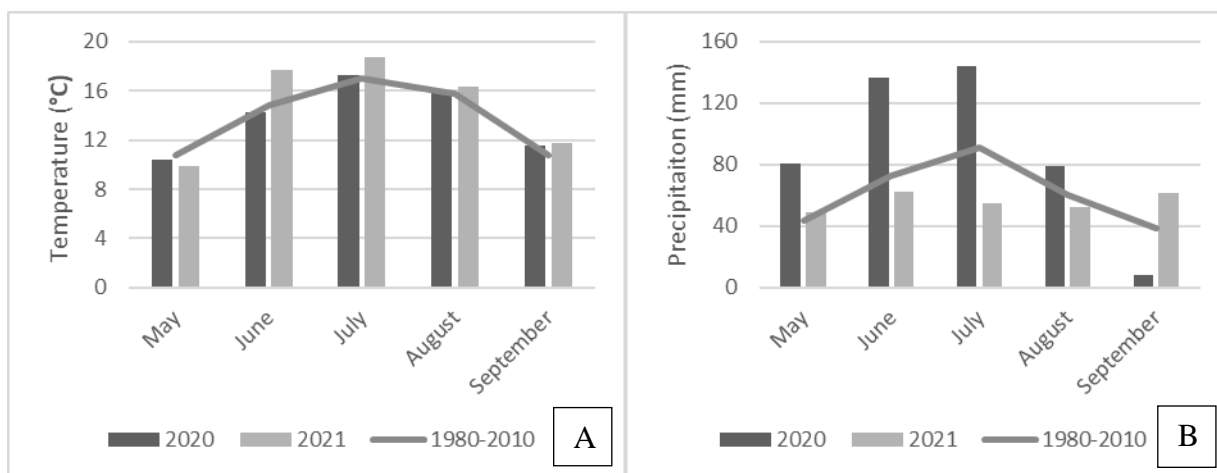 Temperature (°C)
20
16
12
8
4
0
May
June
July
August
September
2020
2021
1980-2010
A
Precipitaiton (mm)
160
120
80
40
0
May
June
July
August
September
2020
2021
1980-2010
B